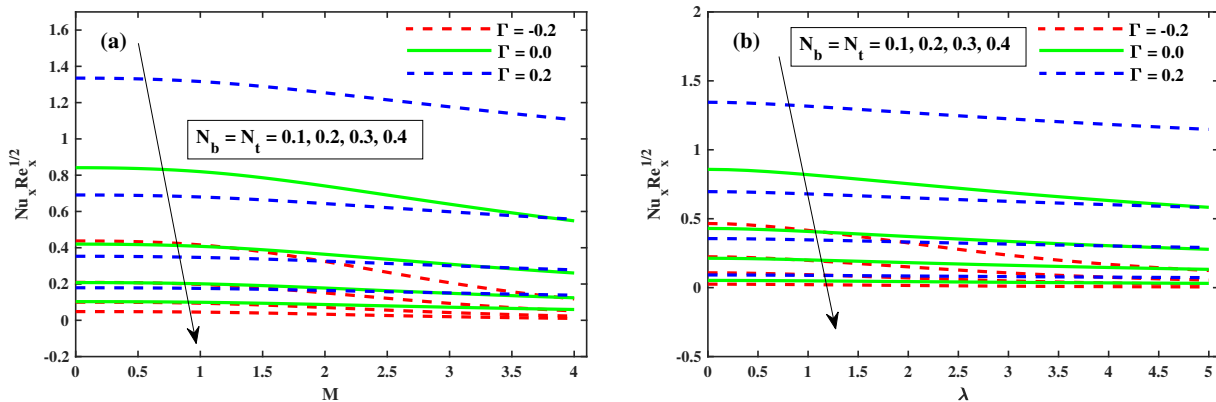 (a)
Γ = -0.2
Γ = 0.0
Γ = 0.2
N_b = N_t = 0.1, 0.2, 0.3, 0.4
Nu_x Re_x^{1/2}
1.6
1.4
1.2
1
0.8
0.6
0.4
0.2
0
-0.2
0 0.5 1 1.5 2 2.5 3 3.5 4
M
(b)
N_b = N_t = 0.1, 0.2, 0.3, 0.4
Γ = -0.2
Γ = 0.0
Γ = 0.2
Nu_x Re_x^{1/2}
2
1.5
1
0.5
0
-0.5
0 0.5 1 1.5 2 2.5 3 3.5 4 4.5 5
λ